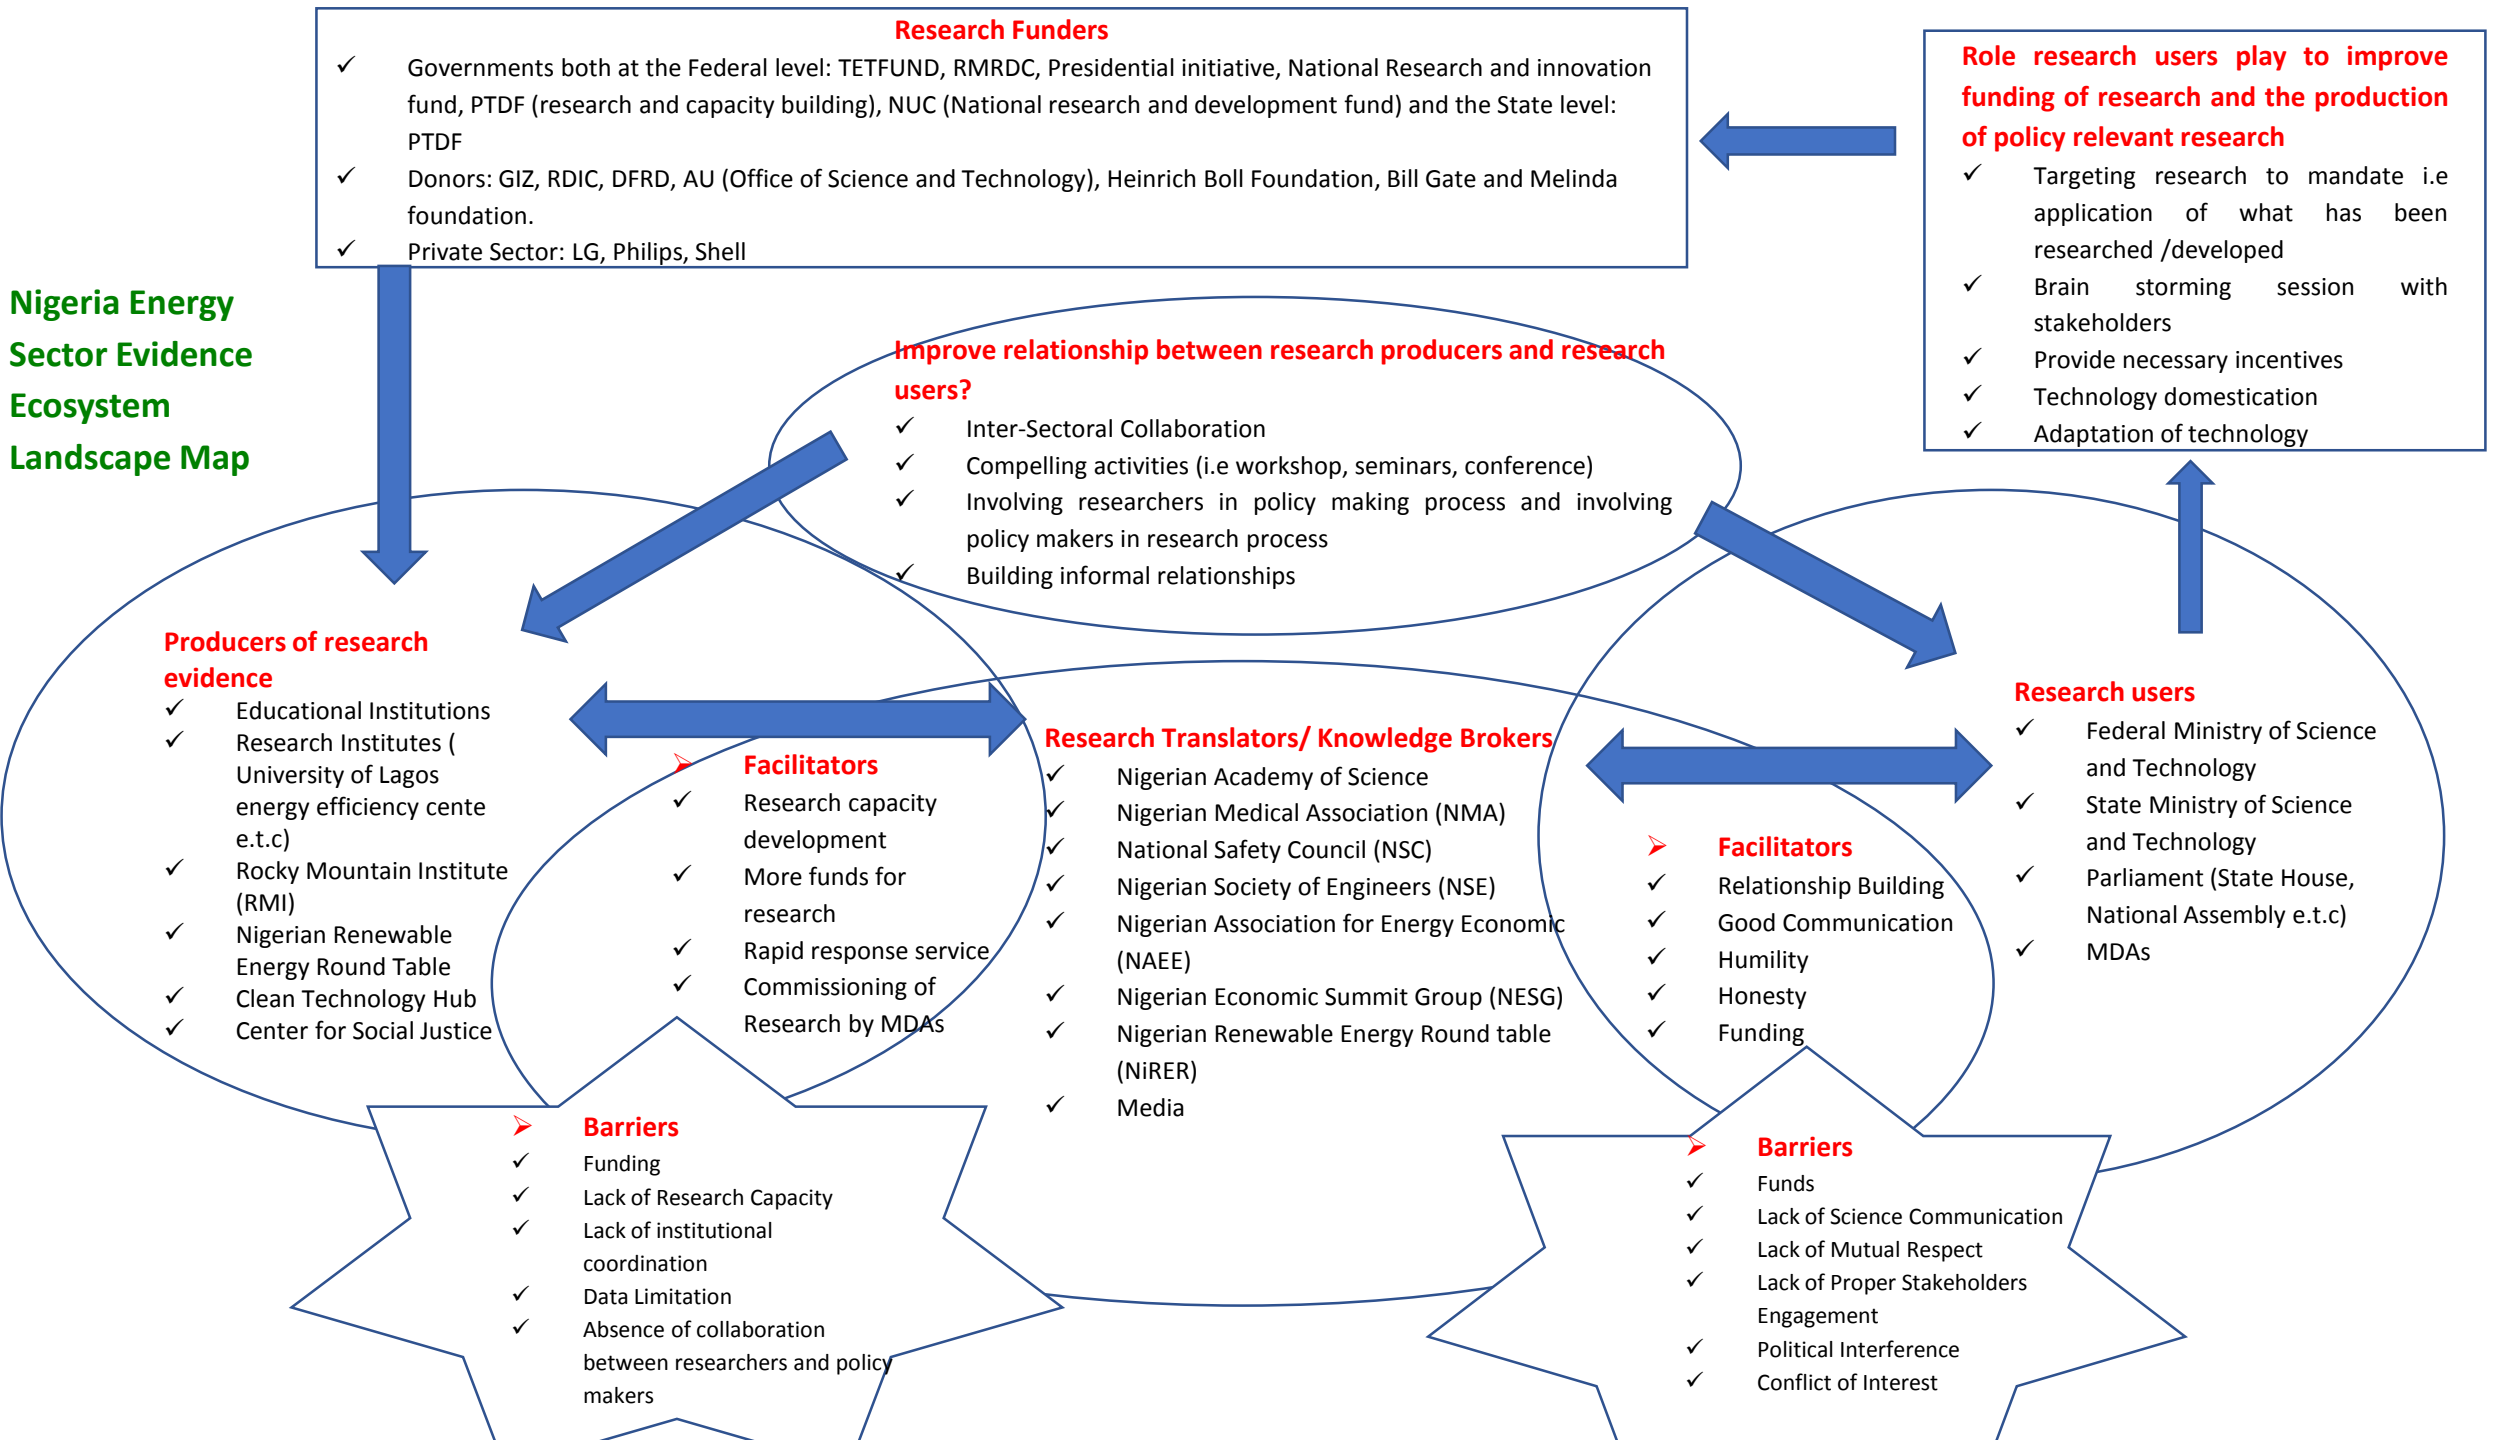 Research Funders
✓ Governments both at the Federal level: TETFUND, RMRDC, Presidential initiative, National Research and innovation
fund, PTDF (research and capacity building), NUC (National research and development fund) and the State level:
PTDF
✓ Donors: GIZ, RDIC, DFRD, AU (Office of Science and Technology), Heinrich Boll Foundation, Bill Gate and Melinda
foundation.
✓ Private Sector: LG, Philips, Shell
Role research users play to improve
funding of research and the production
of policy relevant research
✓ Targeting research to mandate i.e
application of what has been
researched /developed
✓ Brain storming session with
stakeholders
✓ Provide necessary incentives
✓ Technology domestication
✓ Adaptation of technology
Nigeria Energy
Sector Evidence
Ecosystem
Landscape Map
Improve relationship between research producers and research
users?
✓ Inter-Sectoral Collaboration
✓ Compelling activities (i.e workshop, seminars, conference)
✓ Involving researchers in policy making process and involving
policy makers in research process
✓ Building informal relationships
Producers of research
evidence
✓ Educational Institutions
✓ Research Institutes (
University of Lagos
energy efficiency cente
e.t.c)
✓ Rocky Mountain Institute
(RMI)
✓ Nigerian Renewable
Energy Round Table
✓ Clean Technology Hub
✓ Center for Social Justice
➢ Facilitators
✓ Research capacity
development
✓ More funds for
research
✓ Rapid response service
✓ Commissioning of
Research by MDAs
Research Translators/ Knowledge Brokers
✓ Nigerian Academy of Science
✓ Nigerian Medical Association (NMA)
✓ National Safety Council (NSC)
✓ Nigerian Society of Engineers (NSE)
✓ Nigerian Association for Energy Economic
(NAEE)
✓ Nigerian Economic Summit Group (NESG)
✓ Nigerian Renewable Energy Round table
(NiRER)
✓ Media
➢ Facilitators
✓ Relationship Building
✓ Good Communication
✓ Humility
✓ Honesty
✓ Funding
Research users
✓ Federal Ministry of Science
and Technology
✓ State Ministry of Science
and Technology
✓ Parliament (State House,
National Assembly e.t.c)
✓ MDAs
➢ Barriers
✓ Funding
✓ Lack of Research Capacity
✓ Lack of institutional
coordination
✓ Data Limitation
✓ Absence of collaboration
between researchers and policy
makers
➢ Barriers
✓ Funds
✓ Lack of Science Communication
✓ Lack of Mutual Respect
✓ Lack of Proper Stakeholders
Engagement
✓ Political Interference
✓ Conflict of Interest